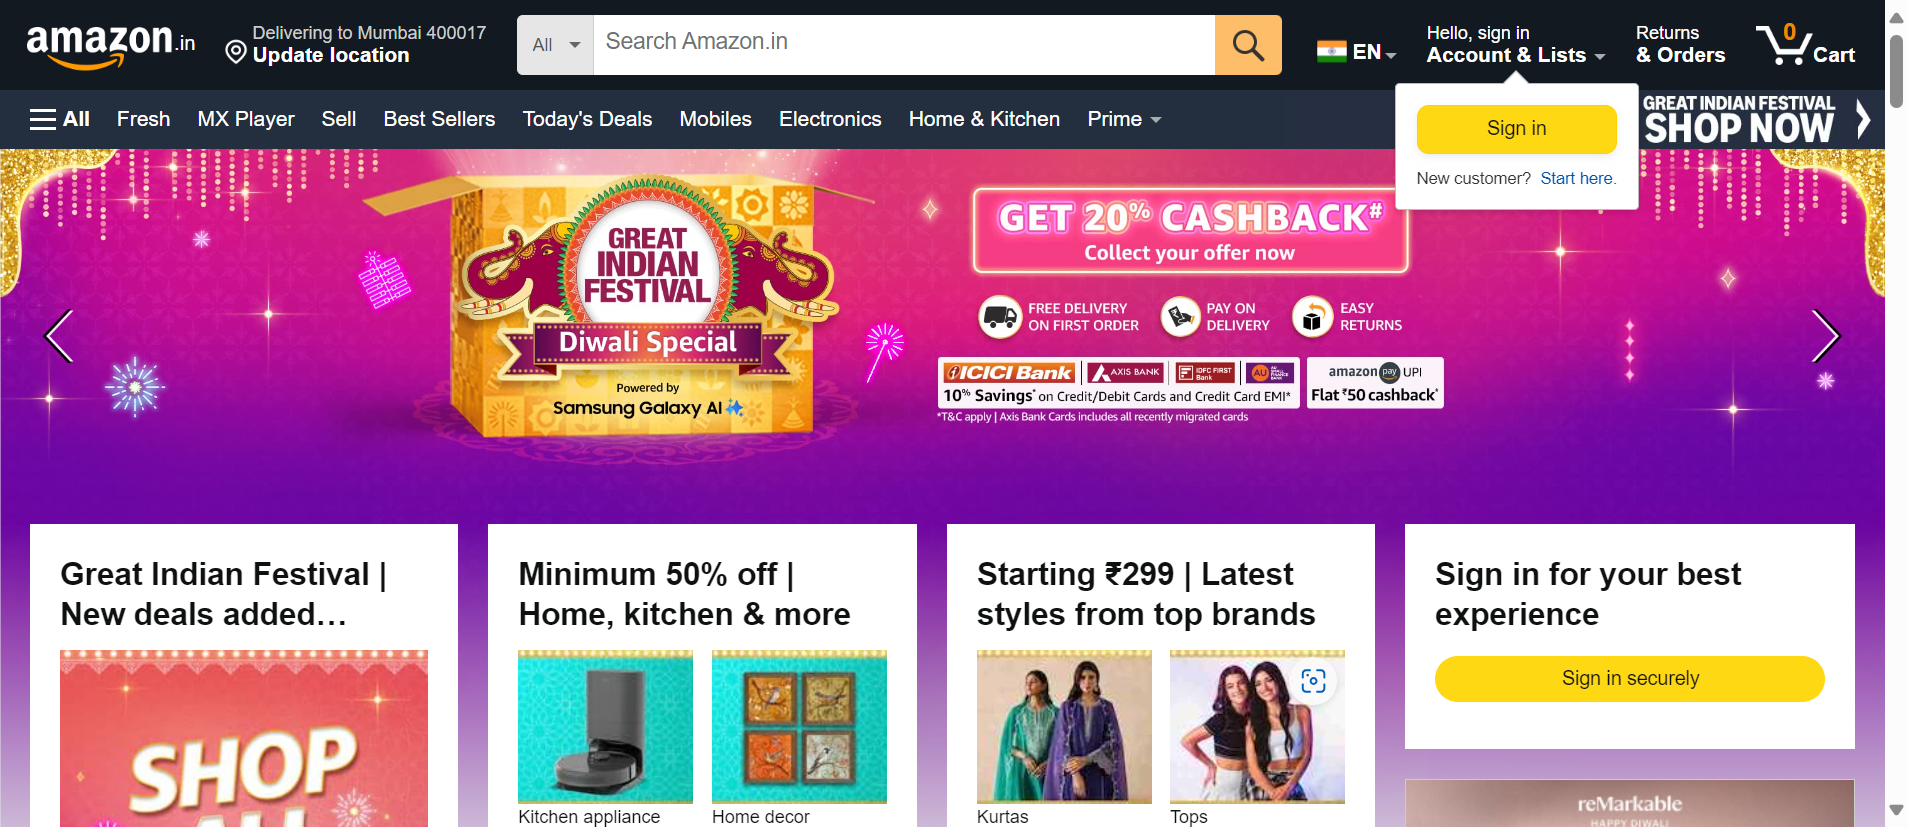 amazon.in
Delivering to Mumbai 400017
Update location
All
Search Amazon.in
EN
Hello, sign in
Account & Lists
Returns
& Orders
0
Cart
All
Fresh
MX Player
Sell
Best Sellers
Today's Deals
Mobiles
Electronics
Home & Kitchen
Prime
Sign in
New customer? Start here.
GREAT INDIAN FESTIVAL
SHOP NOW
GREAT
INDIAN
FESTIVAL
Diwali Special
Powered by
Samsung Galaxy AI
GET 20% CASHBACK#
Collect your offer now
FREE DELIVERY
ON FIRST ORDER
PAY ON
DELIVERY
EASY
RETURNS
ICICI Bank
AXIS BANK
IDFC FIRST
Bank
AU
10% Savings* on Credit/Debit Cards and Credit Card EMI*
amazon pay UPI
Flat ₹50 cashback*
*T&C apply | Axis Bank Cards includes all recently migrated cards
Great Indian Festival |
New deals added…
SHOP
ALL
Minimum 50% off |
Home, kitchen & more
Kitchen appliance
Home decor
Starting ₹299 | Latest
styles from top brands
Kurtas
Tops
Sign in for your best
experience
Sign in securely
reMarkable
HAPPY DIWALI